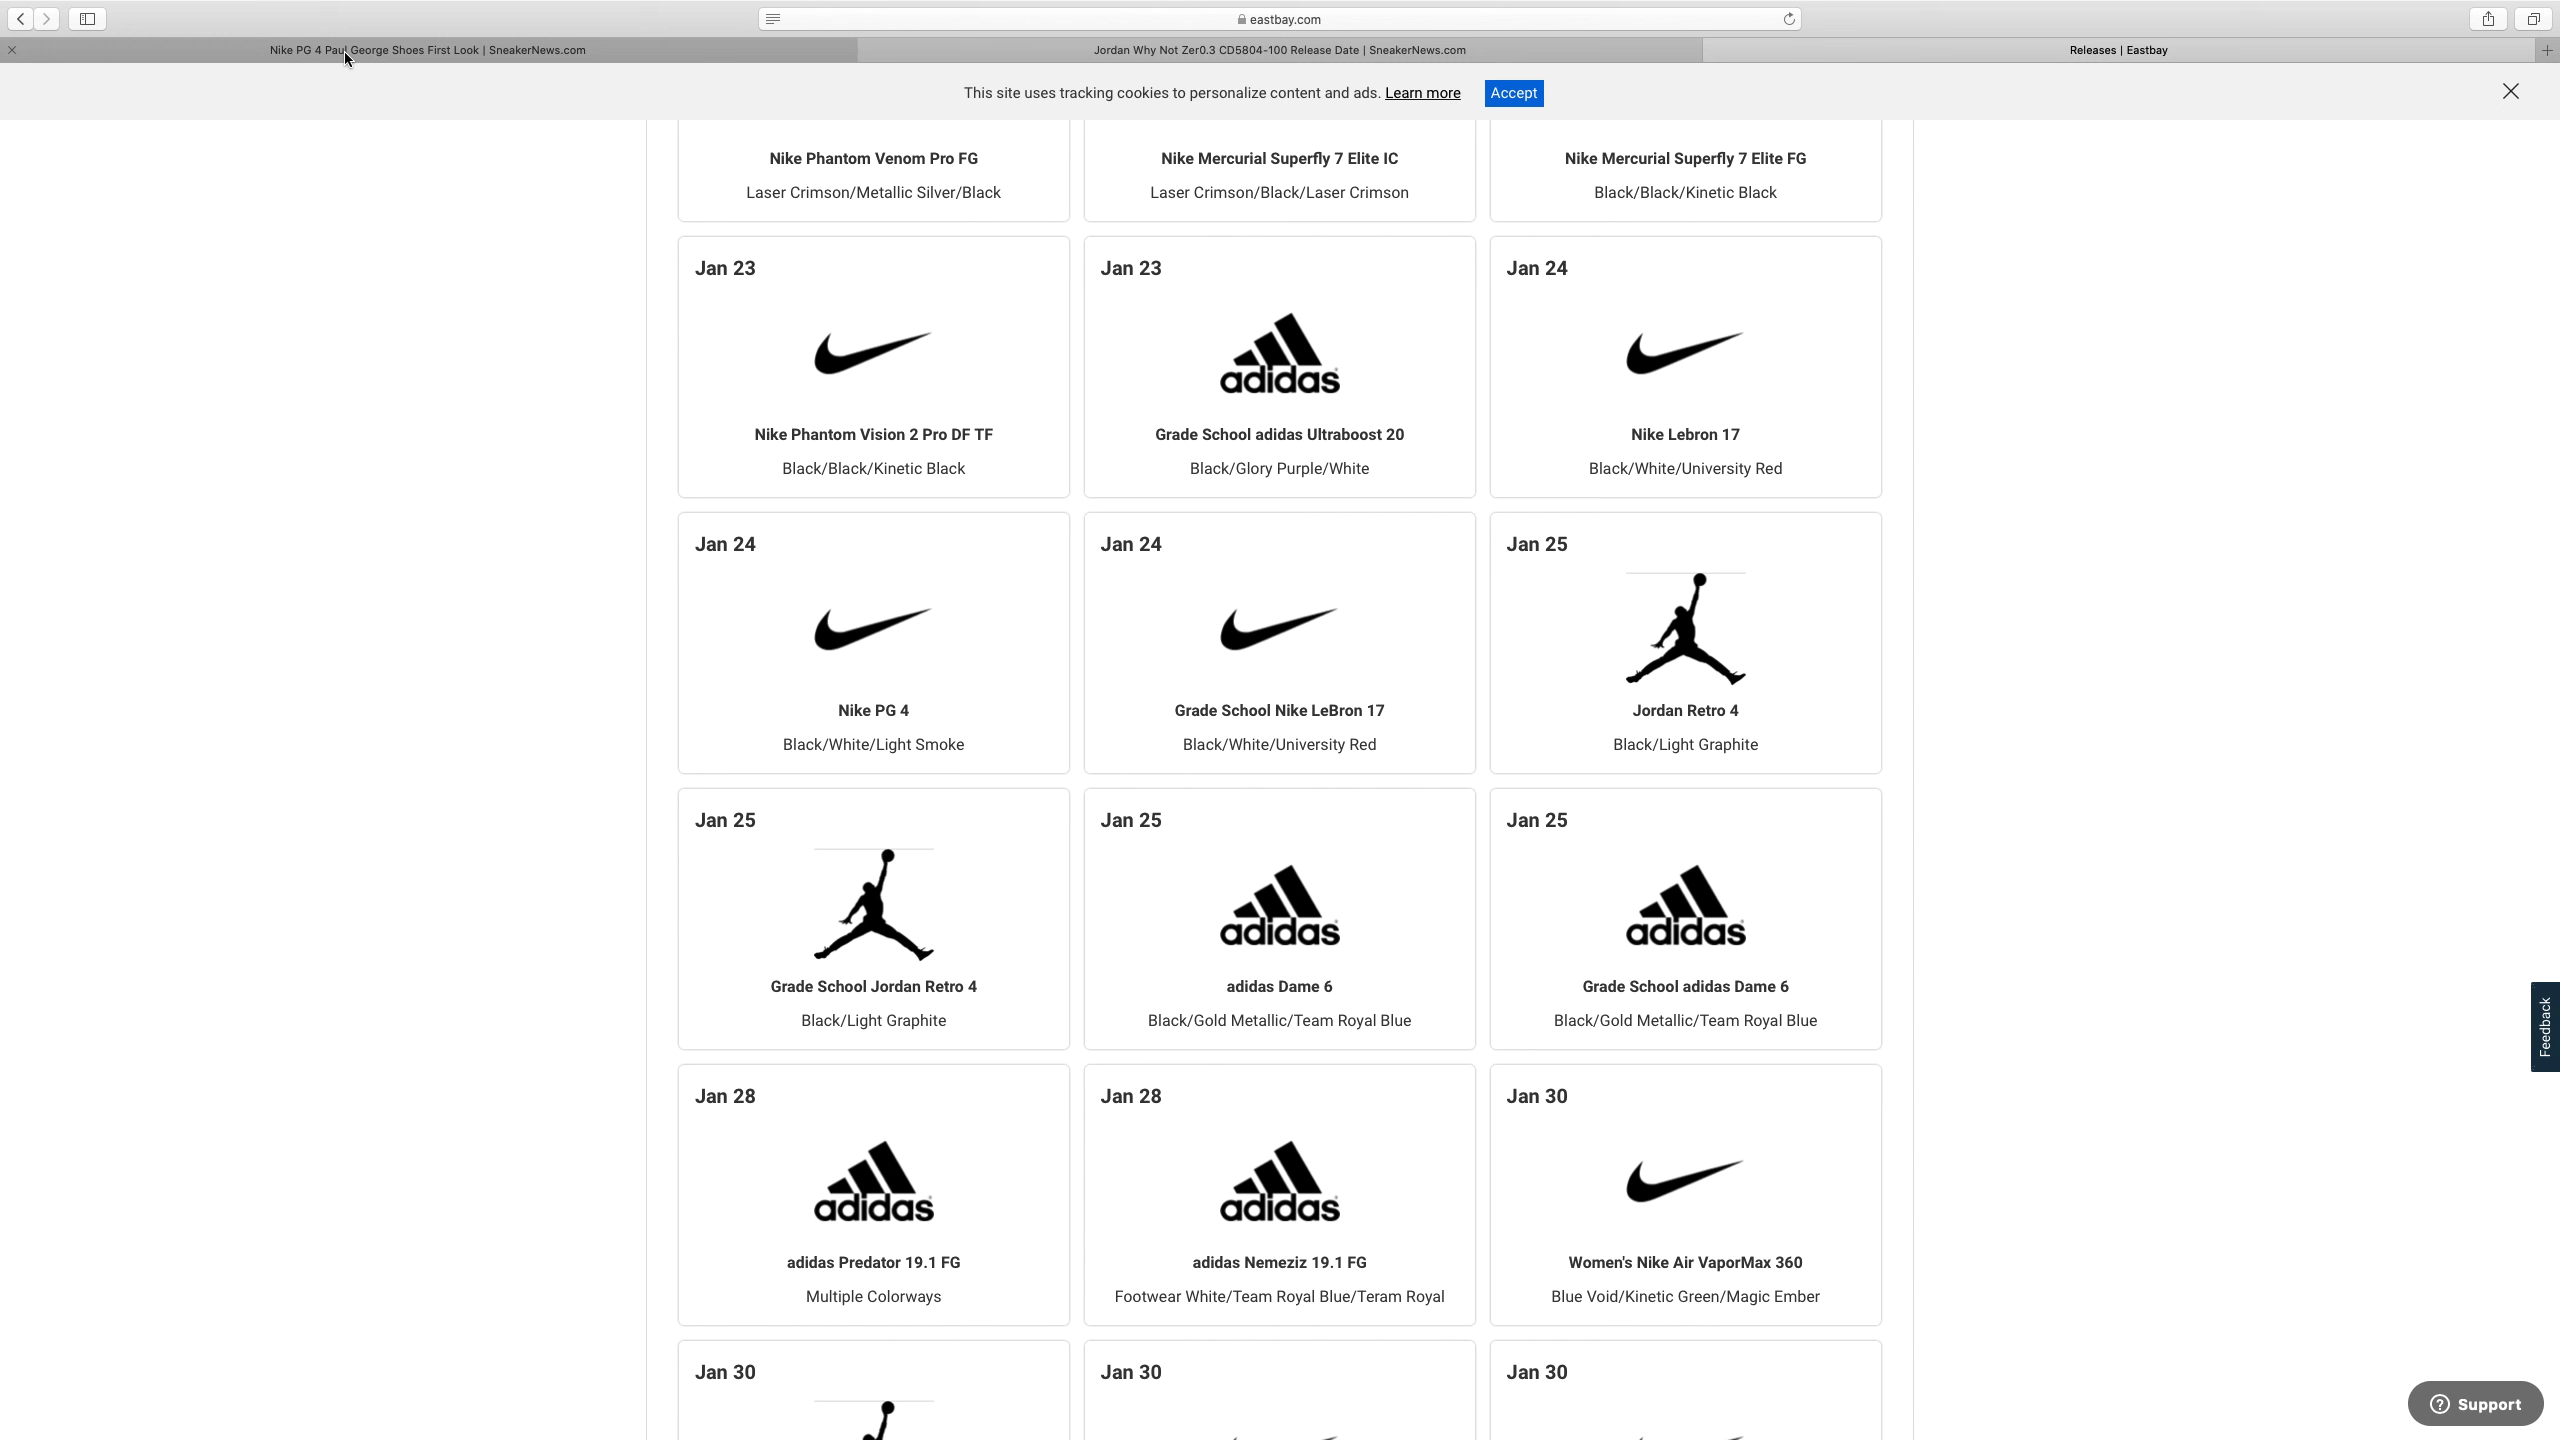 eastbay.com
Nike PG 4 Paul George Shoes First Look | SneakerNews.com
Jordan Why Not Zer0.3 CD5804-100 Release Date | SneakerNews.com
Releases | Eastbay
This site uses tracking cookies to personalize content and ads. Learn more
Accept
Nike Phantom Venom Pro FG
Laser Crimson/Metallic Silver/Black
Nike Mercurial Superfly 7 Elite IC
Laser Crimson/Black/Laser Crimson
Nike Mercurial Superfly 7 Elite FG
Black/Black/Kinetic Black
Jan 23
Nike Phantom Vision 2 Pro DF TF
Black/Black/Kinetic Black
Jan 23
adidas
Grade School adidas Ultraboost 20
Black/Glory Purple/White
Jan 24
Nike Lebron 17
Black/White/University Red
Jan 24
Nike PG 4
Black/White/Light Smoke
Jan 24
Grade School Nike LeBron 17
Black/White/University Red
Jan 25
Jordan Retro 4
Black/Light Graphite
Jan 25
Grade School Jordan Retro 4
Black/Light Graphite
Jan 25
adidas
adidas Dame 6
Black/Gold Metallic/Team Royal Blue
Jan 25
adidas
Grade School adidas Dame 6
Black/Gold Metallic/Team Royal Blue
Jan 28
adidas
adidas Predator 19.1 FG
Multiple Colorways
Jan 28
adidas
adidas Nemeziz 19.1 FG
Footwear White/Team Royal Blue/Teram Royal
Jan 30
Women's Nike Air VaporMax 360
Blue Void/Kinetic Green/Magic Ember
Jan 30
Jan 30
Jan 30
Feedback
Support